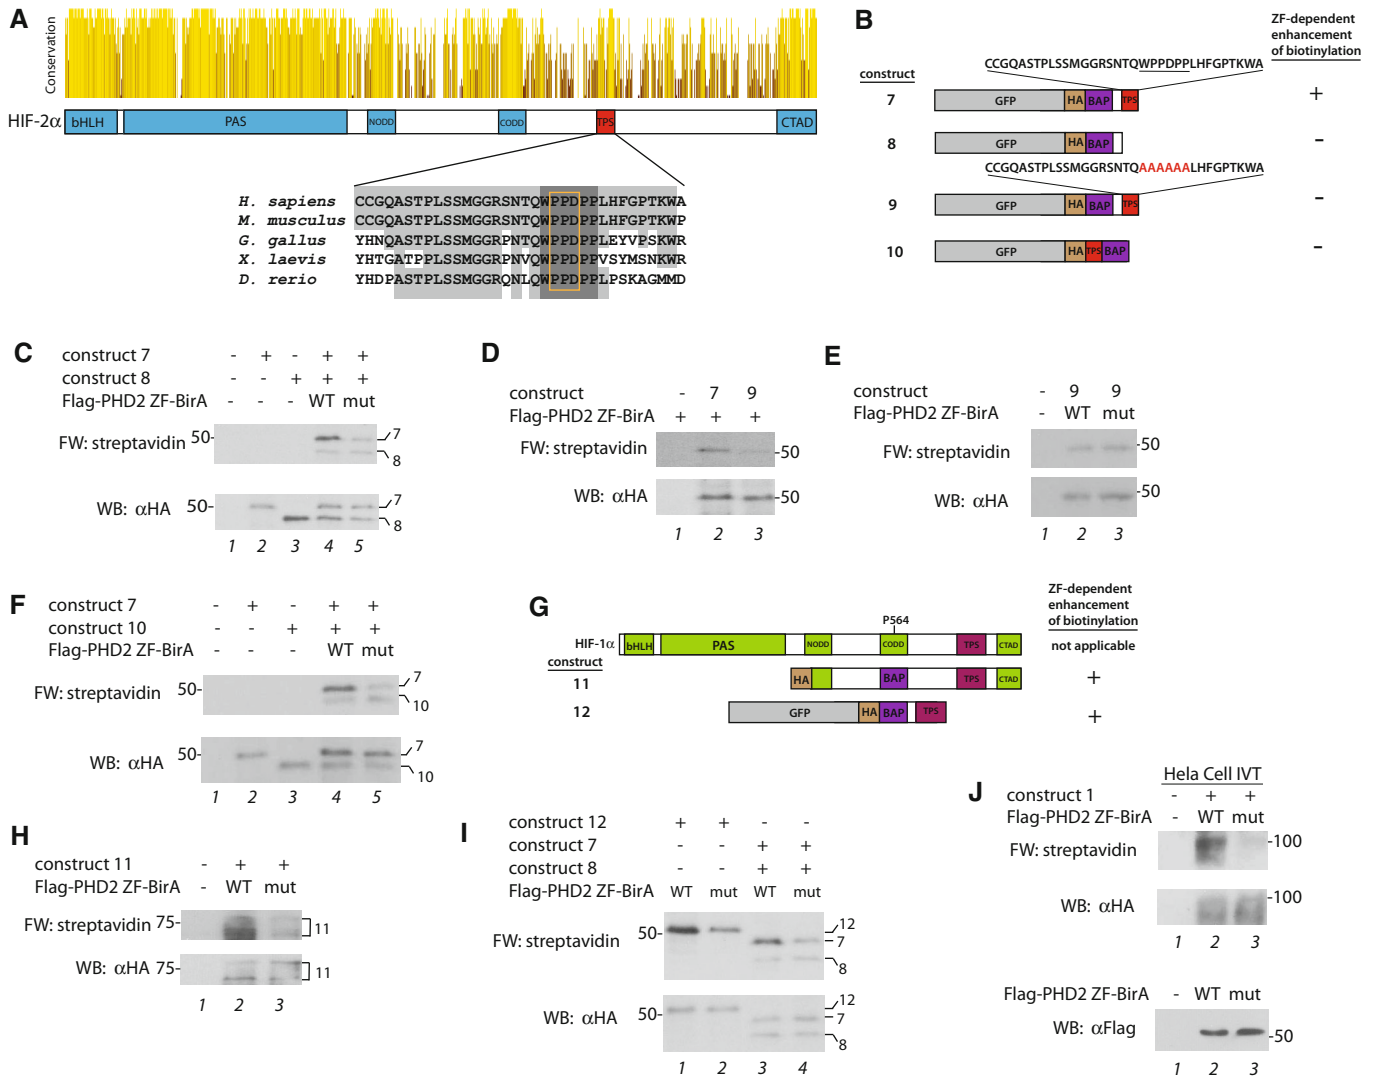 A
Conservation
HIF-2α
bHLH
PAS
NODD
CODD
TPS
CTAD
H. sapiens CCGQASTPLSSMGGRSNTQWPPDPPLHFGPTKWA
M. musculus CCGQASTPLSSMGGRSNTQWPPDPPLHFGPTKWP
G. gallus YHNQASTPLSSMGGRPNTQWPPDPPLEYVPSKWR
X. laevis YHTGATPPLSSMGGRPNVQWPPDPPVSYMSNKWR
D. rerio YHDPASTPLSSMGGRQNLQWPPDPPLPSKAGMMD
B
ZF-dependent
enhancement
of biotinylation
construct
CCGQASTPLSSMGGRSNTQWPPDPPLHFGPTKWA
7 GFP HA BAP TPS +
8 GFP HA BAP -
CCGQASTPLSSMGGRSNTQAAAAAALHFGPTKWA
9 GFP HA BAP TPS -
10 GFP HA TPS BAP -
C
construct 7 - + - + +
construct 8 - - + + +
Flag-PHD2 ZF-BirA - - - WT mut
FW: streptavidin 50- 7
8
WB: αHA 50- 7
8
1 2 3 4 5
D
construct - 7 9
Flag-PHD2 ZF-BirA + + +
FW: streptavidin -50
WB: αHA -50
1 2 3
E
construct - 9 9
Flag-PHD2 ZF-BirA - WT mut
FW: streptavidin -50
WB: αHA -50
1 2 3
F
construct 7 - + - + +
construct 10 - - + + +
Flag-PHD2 ZF-BirA - - - WT mut
FW: streptavidin 50- 7
10
WB: αHA 50- 7
10
1 2 3 4 5
G
ZF-dependent
enhancement
of biotinylation
P564
HIF-1α bHLH PAS NODD CODD TPS CTAD not applicable
construct
11 HA BAP TPS CTAD +
12 GFP HA BAP TPS +
H
construct 11 - + +
Flag-PHD2 ZF-BirA - WT mut
FW: streptavidin 75- 11
WB: αHA 75- 11
1 2 3
I
construct 12 + + - -
construct 7 - - + +
construct 8 - - + +
Flag-PHD2 ZF-BirA WT mut WT mut
FW: streptavidin 50- 12
7
8
WB: αHA 50- 12
7
8
1 2 3 4
J
Hela Cell IVT
construct 1 - + +
Flag-PHD2 ZF-BirA - WT mut
FW: streptavidin -100
WB: αHA -100
1 2 3
Flag-PHD2 ZF-BirA - WT mut
WB: αFlag -50
1 2 3